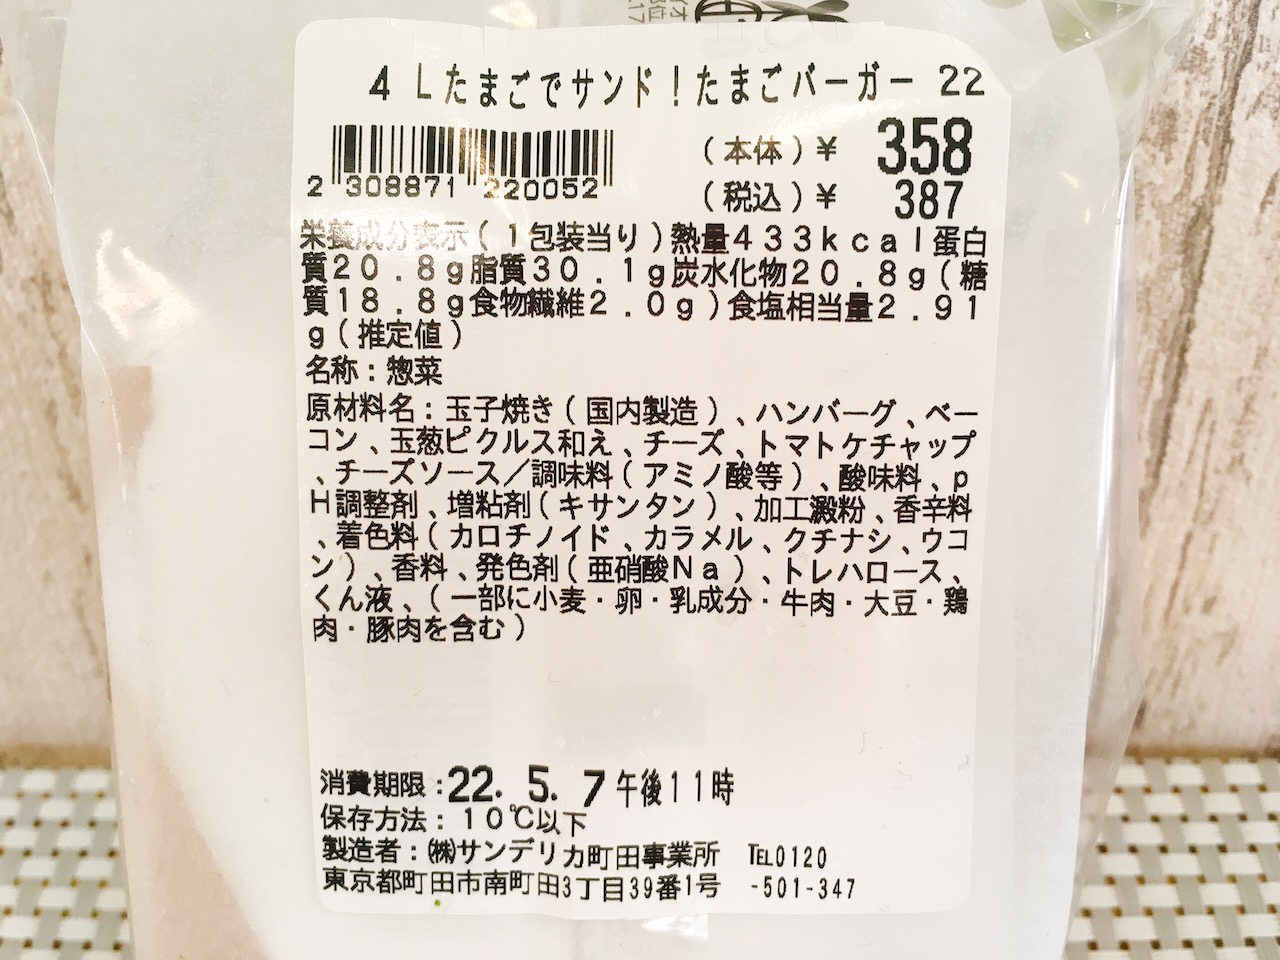 4 Lたまごでサンド！たまごバーガー 22
(本体)¥ 358
2 308871 220052
(税込)¥ 387
栄養成分表示(1包装当り)熱量433kcal蛋白
質20.8g脂質30.1g炭水化物20.8g(糖
質18.8g食物繊維2.0g)食塩相当量2.91
g(推定値)
名称：惣菜
原材料名：玉子焼き(国内製造)、ハンバーグ、ベー
コン、玉葱ピクルス和え、チーズ、トマトケチャップ
、チーズソース／調味料(アミノ酸等)、酸味料、p
H調整剤、増粘剤(キサンタン)、加工澱粉、香辛料
、着色料(カロチノイド、カラメル、クチナシ、ウコ
ン)、香料、発色剤(亜硝酸Na)、トレハロース、
くん液、(一部に小麦・卵・乳成分・牛肉・大豆・鶏
肉・豚肉を含む)
消費期限：22. 5. 7午後11時
保存方法：10℃以下
製造者：㈱サンデリカ町田事業所 ℡0120
東京都町田市南町田3丁目39番1号 -501-347